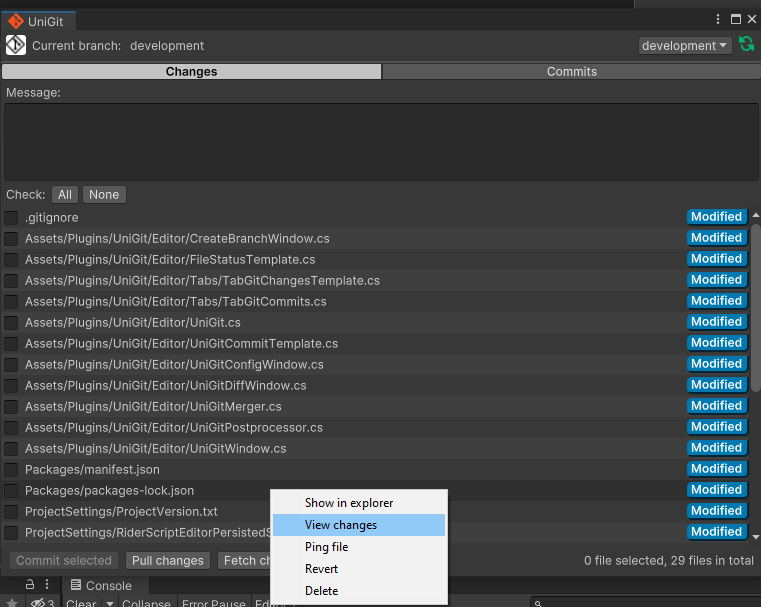 UniGit
Current branch: development
development
Changes
Commits
Message:
Check: All None
.gitignore Modified
Assets/Plugins/UniGit/Editor/CreateBranchWindow.cs Modified
Assets/Plugins/UniGit/Editor/FileStatusTemplate.cs Modified
Assets/Plugins/UniGit/Editor/Tabs/TabGitChangesTemplate.cs Modified
Assets/Plugins/UniGit/Editor/Tabs/TabGitCommits.cs Modified
Assets/Plugins/UniGit/Editor/UniGit.cs Modified
Assets/Plugins/UniGit/Editor/UniGitCommitTemplate.cs Modified
Assets/Plugins/UniGit/Editor/UniGitConfigWindow.cs Modified
Assets/Plugins/UniGit/Editor/UniGitDiffWindow.cs Modified
Assets/Plugins/UniGit/Editor/UniGitMerger.cs Modified
Assets/Plugins/UniGit/Editor/UniGitPostprocessor.cs Modified
Assets/Plugins/UniGit/Editor/UniGitWindow.cs Modified
Packages/manifest.json Modified
Packages/packages-lock.json Modified
ProjectSettings/ProjectVersion.txt Modified
ProjectSettings/RiderScriptEditorPersistedS Modified
Show in explorer
View changes
Ping file
Revert
Delete
Commit selected Pull changes Fetch ch
0 file selected, 29 files in total
Console
3 Clear Collapse Error Pause